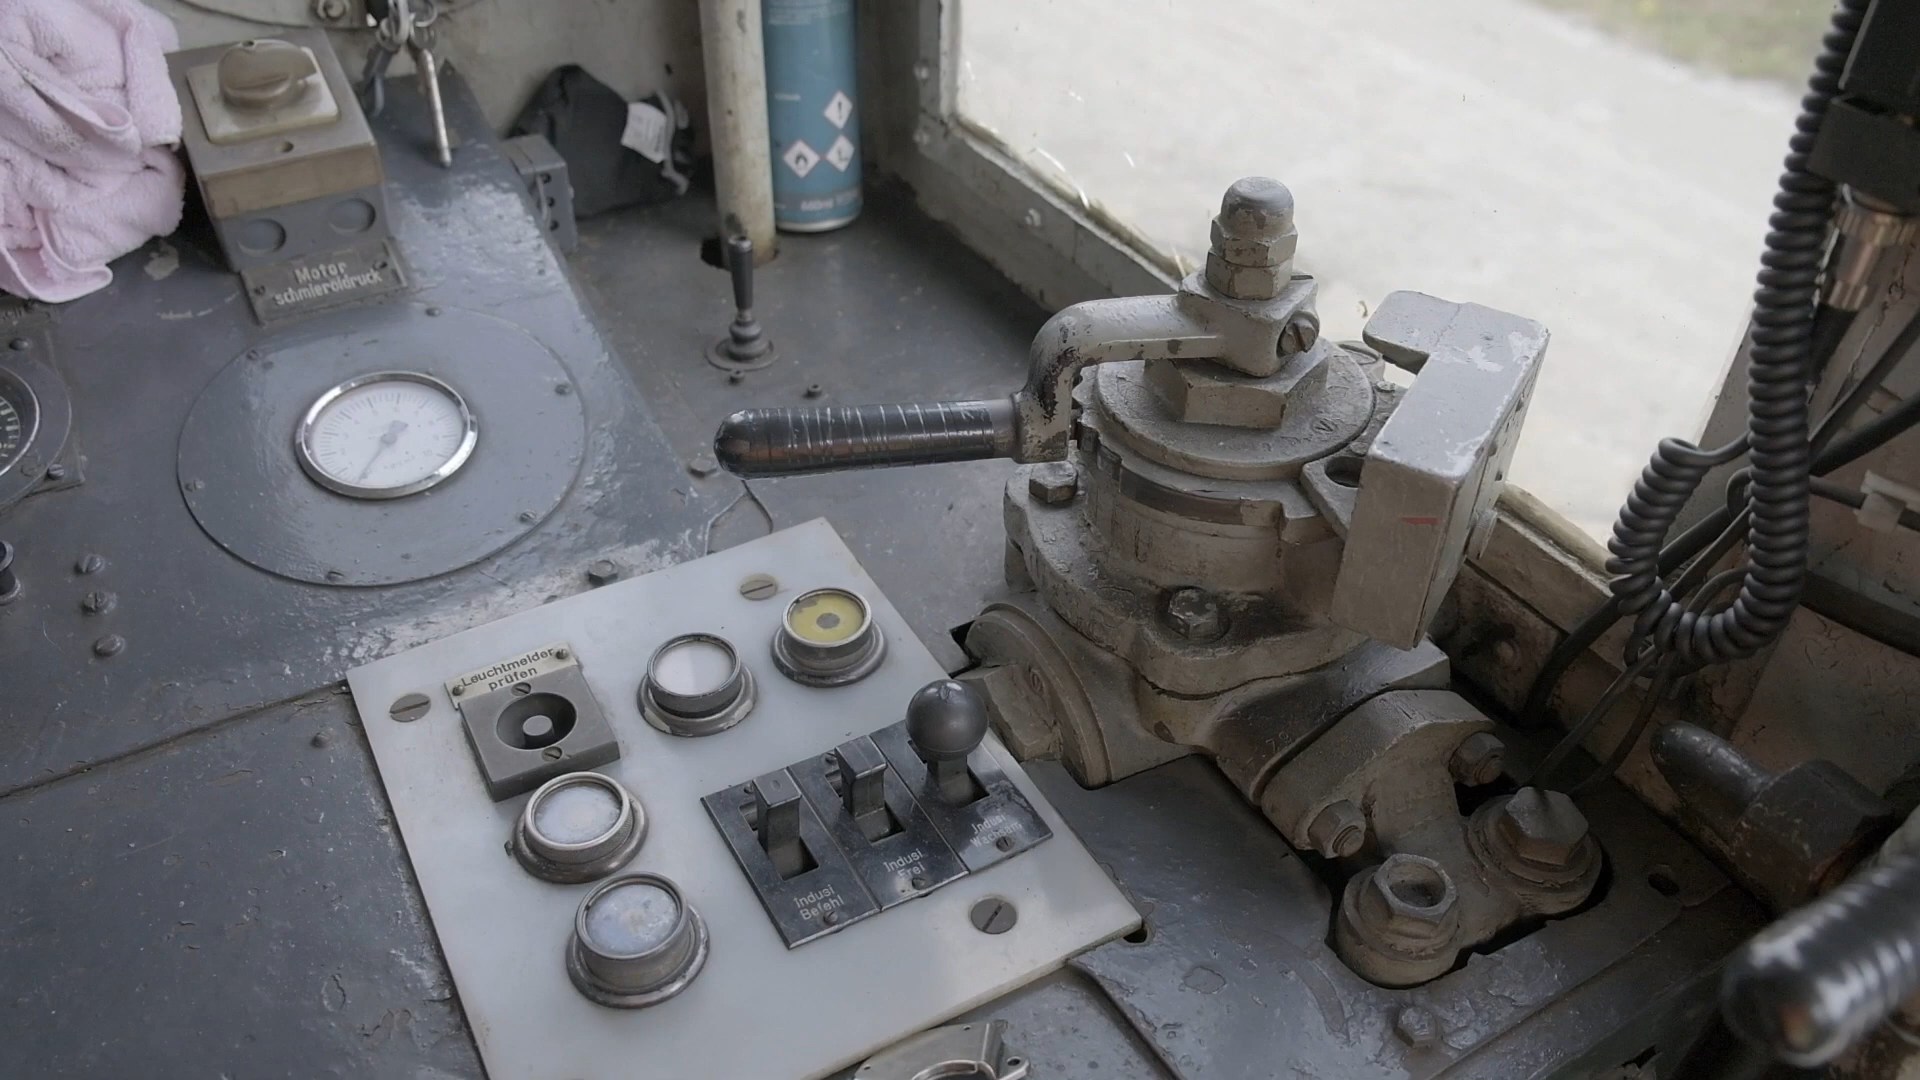 Motor
schmieröldruck
Leuchtmelder
prüfen
Indusi
Befehl
Indusi
Frei
Indusi
Wachsam